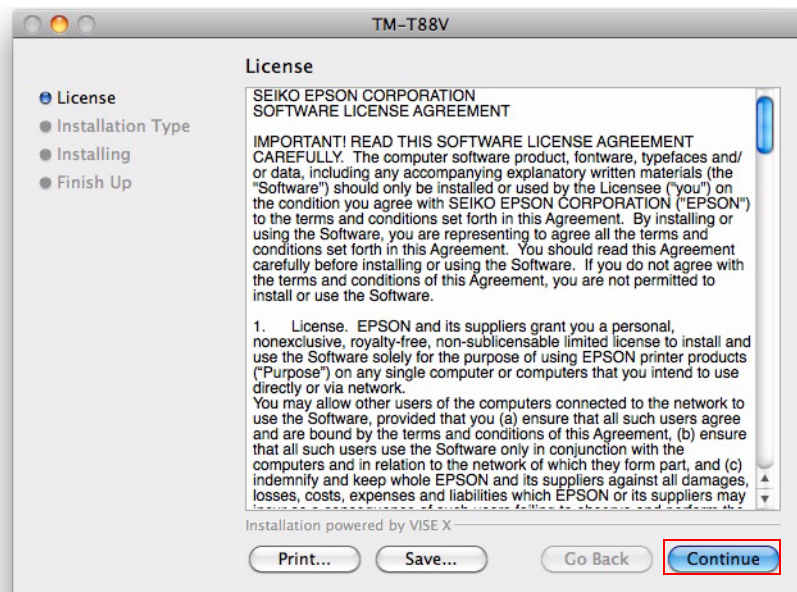 TM-T88V
License
License
Installation Type
Installing
Finish Up
SEIKO EPSON CORPORATION
SOFTWARE LICENSE AGREEMENT
IMPORTANT! READ THIS SOFTWARE LICENSE AGREEMENT
CAREFULLY. The computer software product, fontware, typefaces and/
or data, including any accompanying explanatory written materials (the
"Software") should only be installed or used by the Licensee ("you") on
the condition you agree with SEIKO EPSON CORPORATION ("EPSON")
to the terms and conditions set forth in this Agreement. By installing or
using the Software, you are representing to agree all the terms and
conditions set forth in this Agreement. You should read this Agreement
carefully before installing or using the Software. If you do not agree with
the terms and conditions of this Agreement, you are not permitted to
install or use the Software.
1. License. EPSON and its suppliers grant you a personal,
nonexclusive, royalty-free, non-sublicensable limited license to install and
use the Software solely for the purpose of using EPSON printer products
(“Purpose”) on any single computer or computers that you intend to use
directly or via network.
You may allow other users of the computers connected to the network to
use the Software, provided that you (a) ensure that all such users agree
and are bound by the terms and conditions of this Agreement, (b) ensure
that all such users use the Software only in conjunction with the
computers and in relation to the network of which they form part, and (c)
indemnify and keep whole EPSON and its suppliers against all damages,
losses, costs, expenses and liabilities which EPSON or its suppliers may
Installation powered by VISE X
Print...
Save...
Go Back
Continue